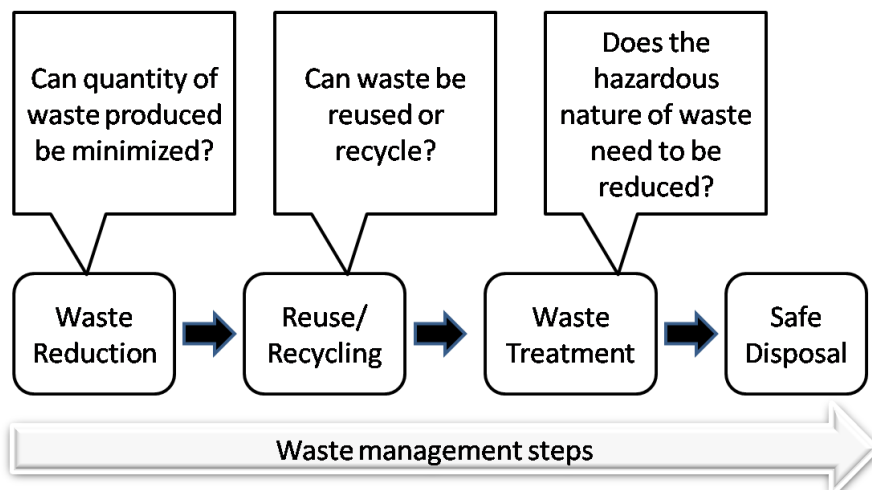 Can quantity of
waste produced
be minimized?
Can waste be
reused or
recycle?
Does the
hazardous
nature of waste
need to be
reduced?
Waste
Reduction
Reuse/
Recycling
Waste
Treatment
Safe
Disposal
Waste management steps